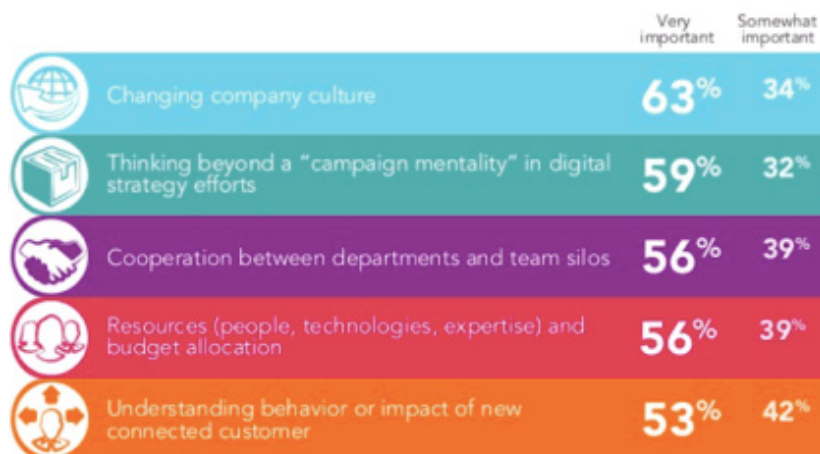 Very important
Somewhat important
Changing company culture
63%
34%
Thinking beyond a "campaign mentality" in digital
strategy efforts
59%
32%
Cooperation between departments and team silos
56%
39%
Resources (people, technologies, expertise) and
budget allocation
56%
39%
Understanding behavior or impact of new
connected customer
53%
42%